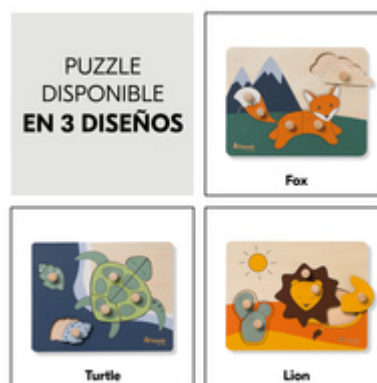 PUZZLE
DISPONIBLE
EN 3 DISEÑOS
Fox
Turtle
Lion